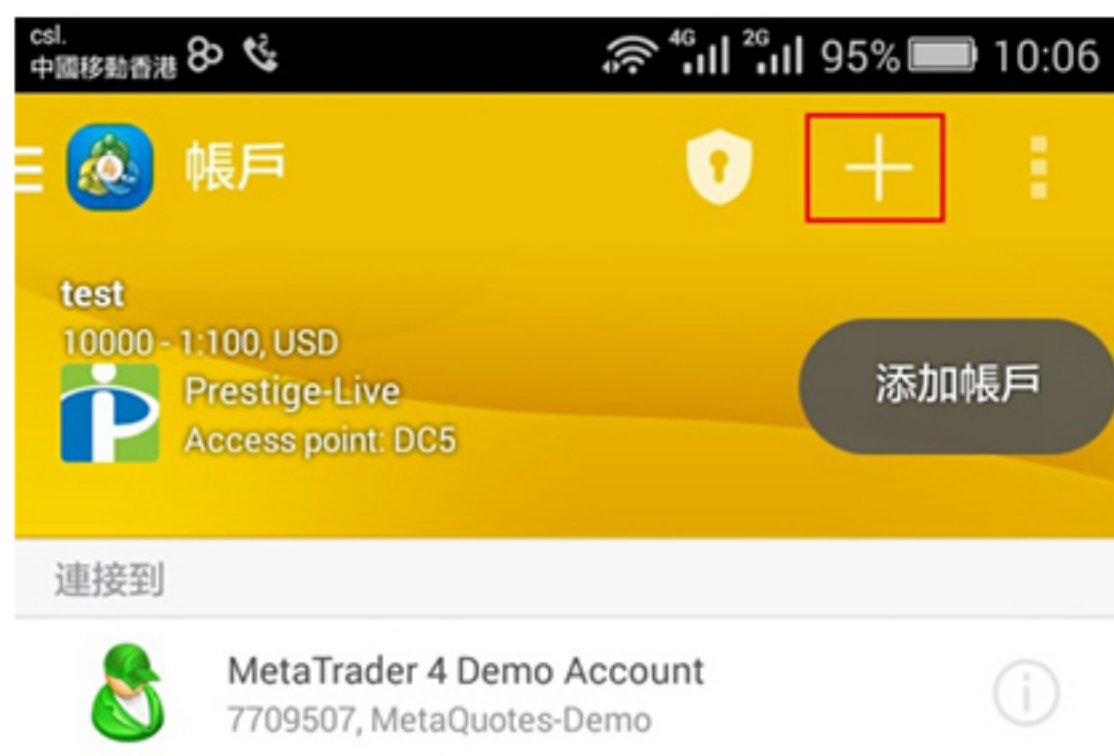 csl.
中國移動香港
4G 2G 95% 10:06
帳戶
test
10000 - 1:100, USD
Prestige-Live
Access point: DC5
添加帳戶
連接到
MetaTrader 4 Demo Account
7709507, MetaQuotes-Demo